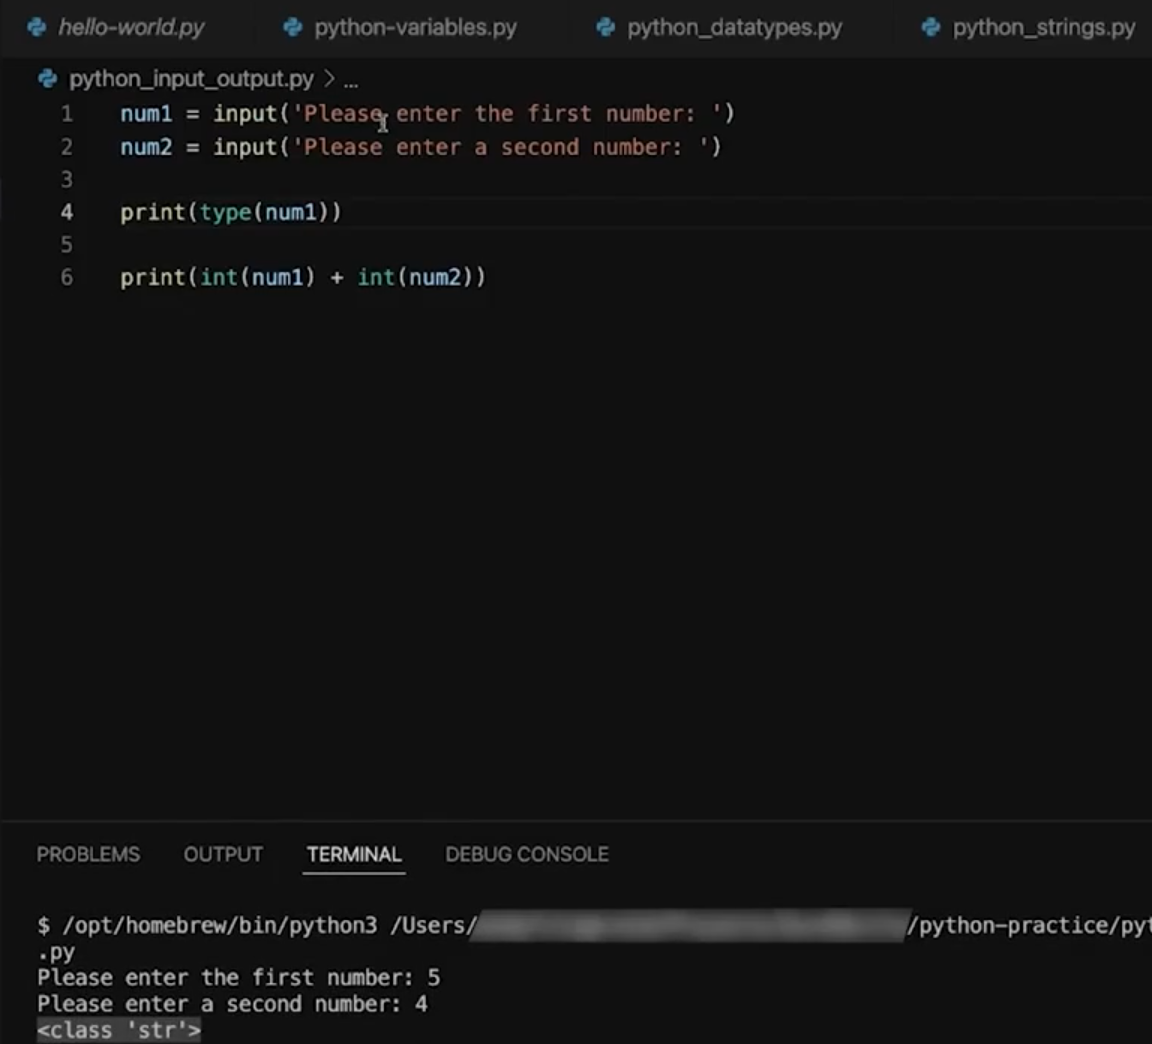 hello-world.py python-variables.py python_datatypes.py python_strings.py
python_input_output.py > ...
1 num1 = input('Please enter the first number: ')
2 num2 = input('Please enter a second number: ')
3
4 print(type(num1))
5
6 print(int(num1) + int(num2))
PROBLEMS OUTPUT TERMINAL DEBUG CONSOLE
$ /opt/homebrew/bin/python3 /Users/ /python-practice/pyt
.py
Please enter the first number: 5
Please enter a second number: 4
<class 'str'>